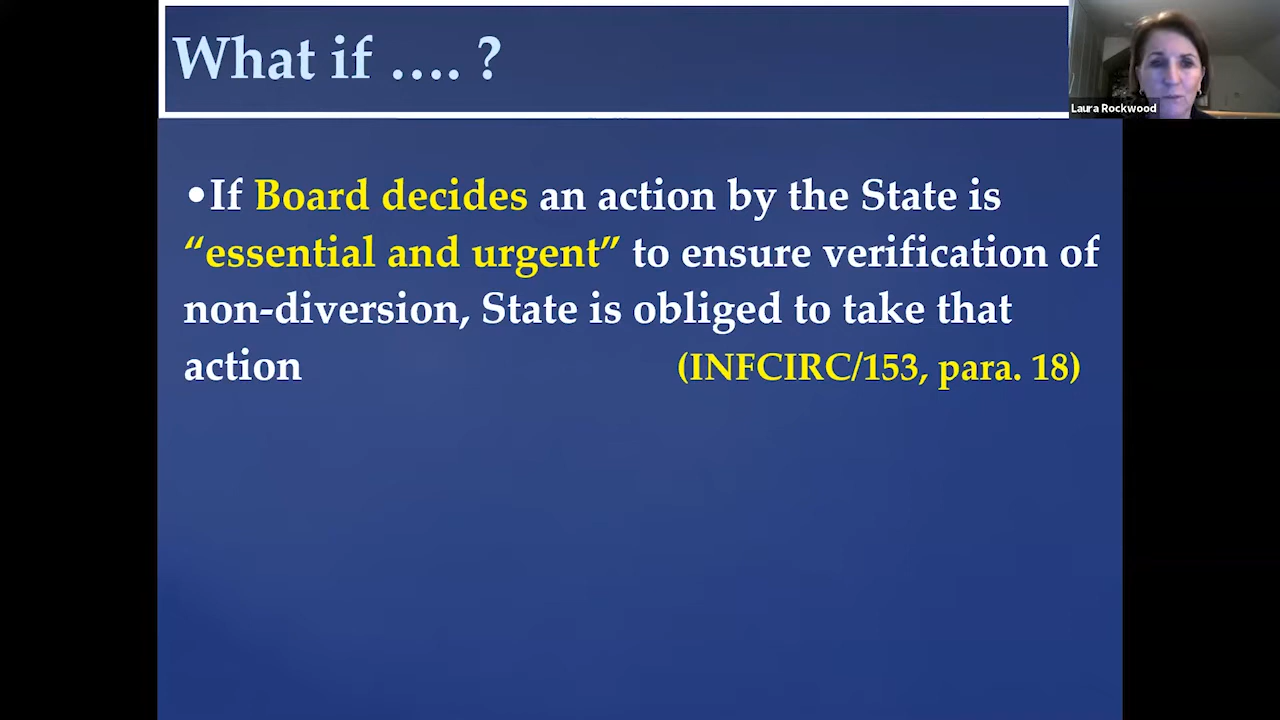 What if …. ?
Laura Rockwood
•If Board decides an action by the State is
“essential and urgent” to ensure verification of
non-diversion, State is obliged to take that
action (INFCIRC/153, para. 18)